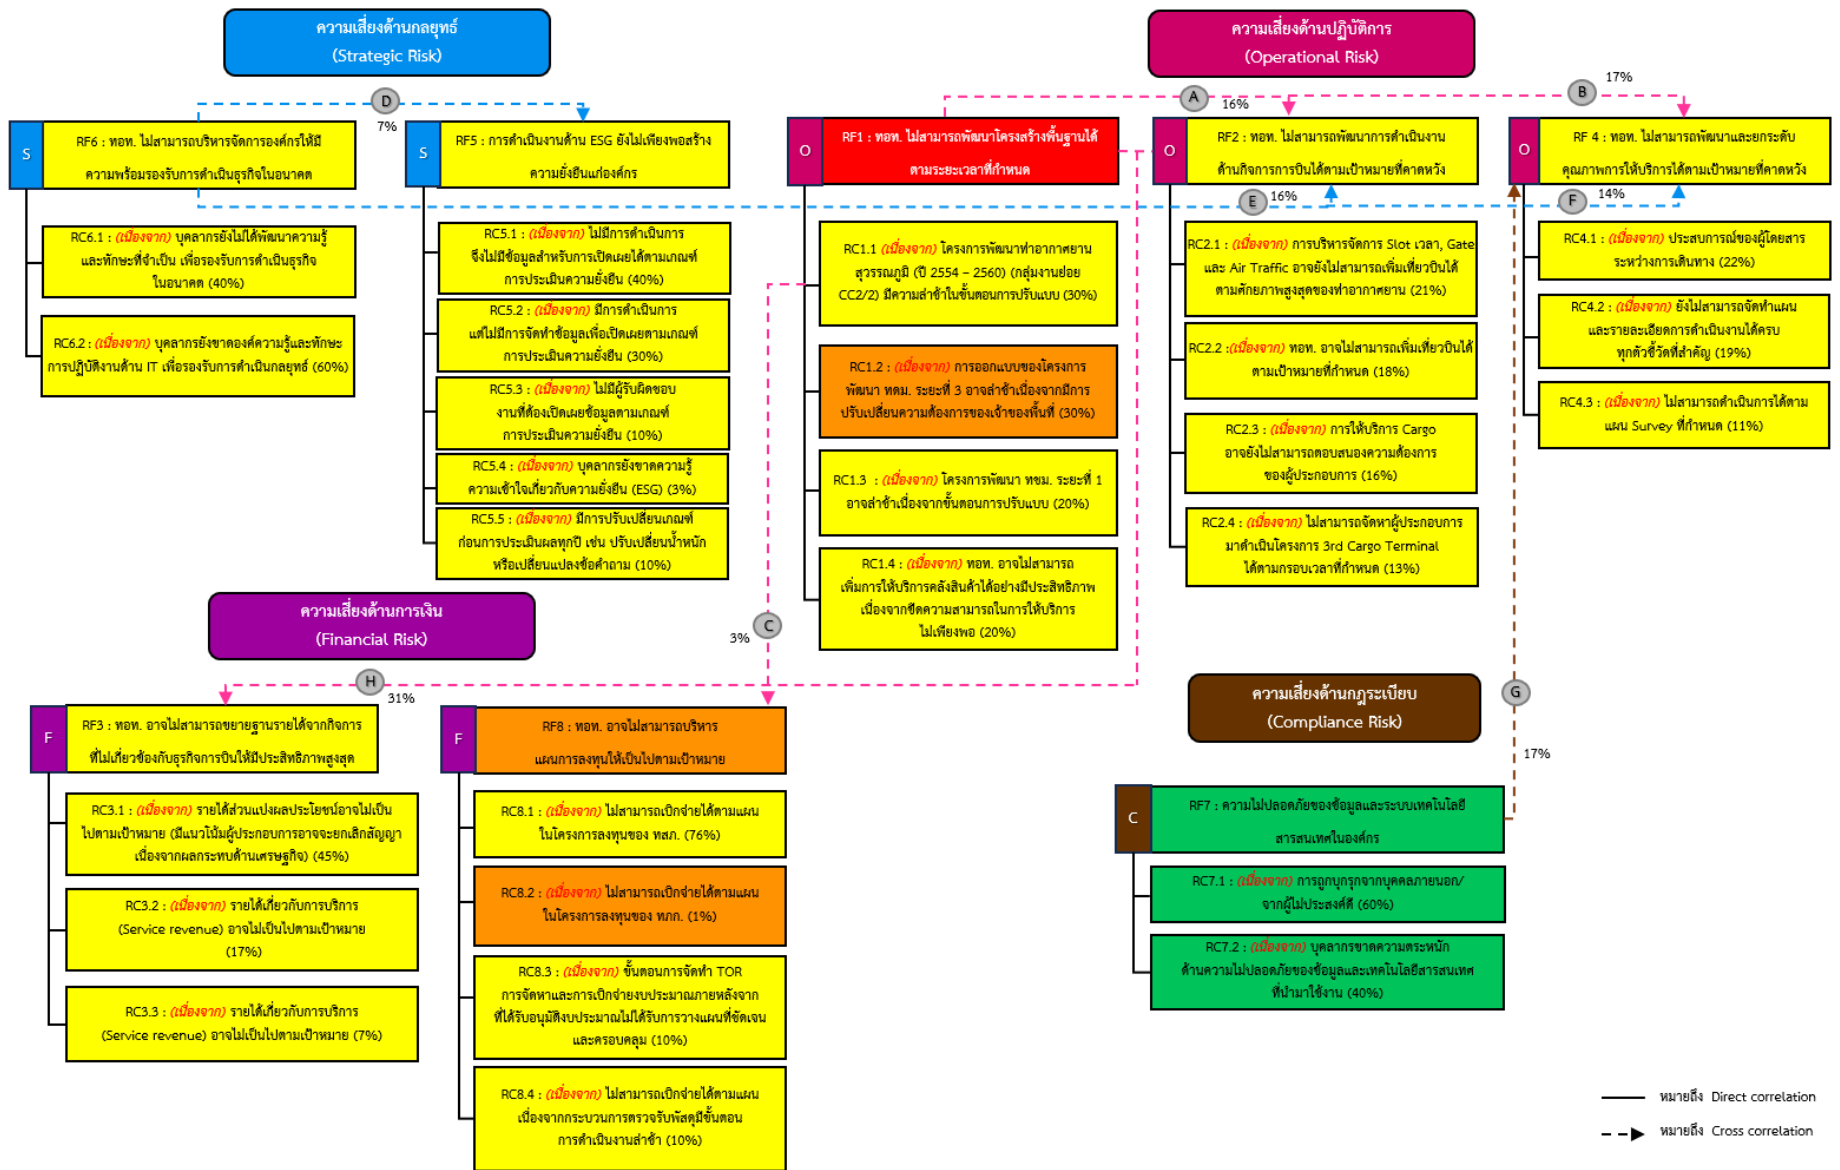 ความเสี่ยงด้านกลยุทธ์
(Strategic Risk)
ความเสี่ยงด้านปฏิบัติการ
(Operational Risk)
D
7%
A
16%
B
17%
S
RF6 : ทอท. ไม่สามารถบริหารจัดการองค์กรให้มี
ความพร้อมรองรับการดำเนินธุรกิจในอนาคต
S
RF5 : การดำเนินงานด้าน ESG ยังไม่เพียงพอสร้าง
ความยั่งยืนแก่องค์กร
O
RF1 : ทอท. ไม่สามารถพัฒนาโครงสร้างพื้นฐานได้
ตามระยะเวลาที่กำหนด
O
RF2 : ทอท. ไม่สามารถพัฒนาการดำเนินงาน
ด้านกิจการการบินได้ตามเป้าหมายที่คาดหวัง
O
RF 4 : ทอท. ไม่สามารถพัฒนาและยกระดับ
คุณภาพการให้บริการได้ตามเป้าหมายที่คาดหวัง
E
16%
F
14%
RC6.1 : (เนื่องจาก) บุคลากรยังไม่ได้พัฒนาความรู้
และทักษะที่จำเป็น เพื่อรองรับการดำเนินธุรกิจ
ในอนาคต (40%)
RC6.2 : (เนื่องจาก) บุคลากรยังขาดองค์ความรู้และทักษะ
การปฏิบัติงานด้าน IT เพื่อรองรับการดำเนินกลยุทธ์ (60%)
RC5.1 : (เนื่องจาก) ไม่มีการดำเนินการ
จึงไม่มีข้อมูลสำหรับการเปิดเผยได้ตามเกณฑ์
การประเมินความยั่งยืน (40%)
RC5.2 : (เนื่องจาก) มีการดำเนินการ
แต่ไม่มีการจัดทำข้อมูลเพื่อเปิดเผยตามเกณฑ์
การประเมินความยั่งยืน (30%)
RC5.3 : (เนื่องจาก) ไม่มีผู้รับผิดชอบ
งานที่ต้องเปิดเผยข้อมูลตามเกณฑ์
การประเมินความยั่งยืน (10%)
RC5.4 : (เนื่องจาก) บุคลากรยังขาดความรู้
ความเข้าใจเกี่ยวกับความยั่งยืน (ESG) (3%)
RC5.5 : (เนื่องจาก) มีการปรับเปลี่ยนเกณฑ์
ก่อนการประเมินผลทุกปี เช่น ปรับเปลี่ยนน้ำหนัก
หรือเปลี่ยนแปลงข้อคำถาม (10%)
RC1.1 (เนื่องจาก) โครงการพัฒนาท่าอากาศยาน
สุวรรณภูมิ (ปี 2554 – 2560) (กลุ่มงานย่อย
CC2/2) มีความล่าช้าในขั้นตอนการปรับแบบ (30%)
RC1.2 : (เนื่องจาก) การออกแบบของโครงการ
พัฒนา ทดม. ระยะที่ 3 อาจล่าช้าเนื่องจากมีการ
ปรับเปลี่ยนความต้องการของเจ้าของพื้นที่ (30%)
RC1.3 : (เนื่องจาก) โครงการพัฒนา ทชม. ระยะที่ 1
อาจล่าช้าเนื่องจากขั้นตอนการปรับแบบ (20%)
RC1.4 : (เนื่องจาก) ทอท. อาจไม่สามารถ
เพิ่มการให้บริการคลังสินค้าได้อย่างมีประสิทธิภาพ
เนื่องจากขีดความสามารถในการให้บริการ
ไม่เพียงพอ (20%)
RC2.1 : (เนื่องจาก) การบริหารจัดการ Slot เวลา, Gate
และ Air Traffic อาจยังไม่สามารถเพิ่มเที่ยวบินได้
ตามศักยภาพสูงสุดของท่าอากาศยาน (21%)
RC2.2 :(เนื่องจาก) ทอท. อาจไม่สามารถเพิ่มเที่ยวบินได้
ตามเป้าหมายที่กำหนด (18%)
RC2.3 : (เนื่องจาก) การให้บริการ Cargo
อาจยังไม่สามารถตอบสนองความต้องการ
ของผู้ประกอบการ (16%)
RC2.4 : (เนื่องจาก) ไม่สามารถจัดหาผู้ประกอบการ
มาดำเนินโครงการ 3rd Cargo Terminal
ได้ตามกรอบเวลาที่กำหนด (13%)
RC4.1 : (เนื่องจาก) ประสบการณ์ของผู้โดยสาร
ระหว่างการเดินทาง (22%)
RC4.2 : (เนื่องจาก) ยังไม่สามารถจัดทำแผน
และรายละเอียดการดำเนินงานได้ครบ
ทุกตัวชี้วัดที่สำคัญ (19%)
RC4.3 : (เนื่องจาก) ไม่สามารถดำเนินการได้ตาม
แผน Survey ที่กำหนด (11%)
ความเสี่ยงด้านการเงิน
(Financial Risk)
C
3%
H
31%
F
RF3 : ทอท. อาจไม่สามารถขยายฐานรายได้จากกิจการ
ที่ไม่เกี่ยวข้องกับธุรกิจการบินให้มีประสิทธิภาพสูงสุด
F
RF8 : ทอท. อาจไม่สามารถบริหาร
แผนการลงทุนให้เป็นไปตามเป้าหมาย
RC3.1 : (เนื่องจาก) รายได้ส่วนแบ่งผลประโยชน์อาจไม่เป็น
ไปตามเป้าหมาย (มีแนวโน้มผู้ประกอบการอาจจะยกเลิกสัญญา
เนื่องจากผลกระทบด้านเศรษฐกิจ) (45%)
RC3.2 : (เนื่องจาก) รายได้เกี่ยวกับการบริการ
(Service revenue) อาจไม่เป็นไปตามเป้าหมาย
(17%)
RC3.3 : (เนื่องจาก) รายได้เกี่ยวกับการบริการ
(Service revenue) อาจไม่เป็นไปตามเป้าหมาย (7%)
RC8.1 : (เนื่องจาก) ไม่สามารถเบิกจ่ายได้ตามแผน
ในโครงการลงทุนของ ทสภ. (76%)
RC8.2 : (เนื่องจาก) ไม่สามารถเบิกจ่ายได้ตามแผน
ในโครงการลงทุนของ ทภก. (1%)
RC8.3 : (เนื่องจาก) ขั้นตอนการจัดทำ TOR
การจัดหาและการเบิกจ่ายงบประมาณภายหลังจาก
ที่ได้รับอนุมัติงบประมาณไม่ได้รับการวางแผนที่ชัดเจน
และครอบคลุม (10%)
RC8.4 : (เนื่องจาก) ไม่สามารถเบิกจ่ายได้ตามแผน
เนื่องจากกระบวนการตรวจรับพัสดุมีขั้นตอน
การดำเนินงานล่าช้า (10%)
ความเสี่ยงด้านกฎระเบียบ
(Compliance Risk)
G
17%
C
RF7 : ความไม่ปลอดภัยของข้อมูลและระบบเทคโนโลยี
สารสนเทศในองค์กร
RC7.1 : (เนื่องจาก) การถูกบุกรุกจากบุคคลภายนอก/
จากผู้ไม่ประสงค์ดี (60%)
RC7.2 : (เนื่องจาก) บุคลากรขาดความตระหนัก
ด้านความไม่ปลอดภัยของข้อมูลและเทคโนโลยีสารสนเทศ
ที่นำมาใช้งาน (40%)
หมายถึง Direct correlation
หมายถึง Cross correlation